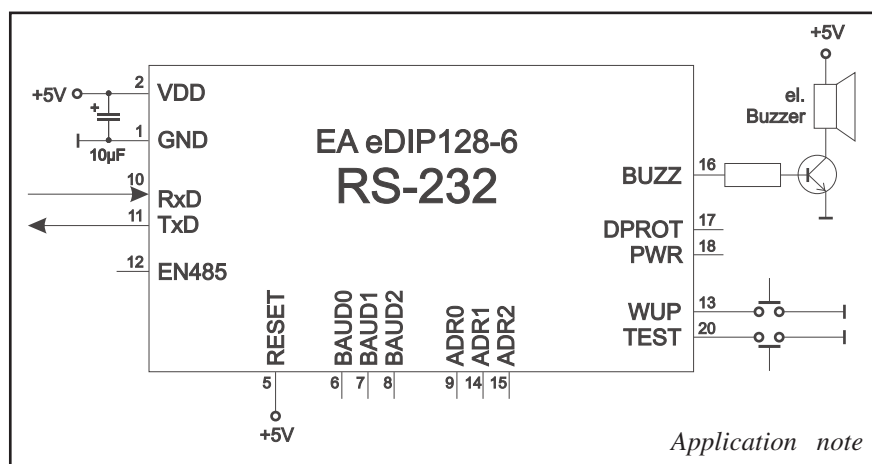 +5V
2
VDD
+5V
+
1
GND
10µF
EA eDIP128-6
RS-232
10
RxD
11
TxD
12
EN485
el.
Buzzer
BUZZ
16
DPROT
17
PWR
18
WUP
13
TEST
20
RESET
BAUD0
BAUD1
BAUD2
ADR0
ADR1
ADR2
5
6
7
8
9
14
15
+5V
Application note